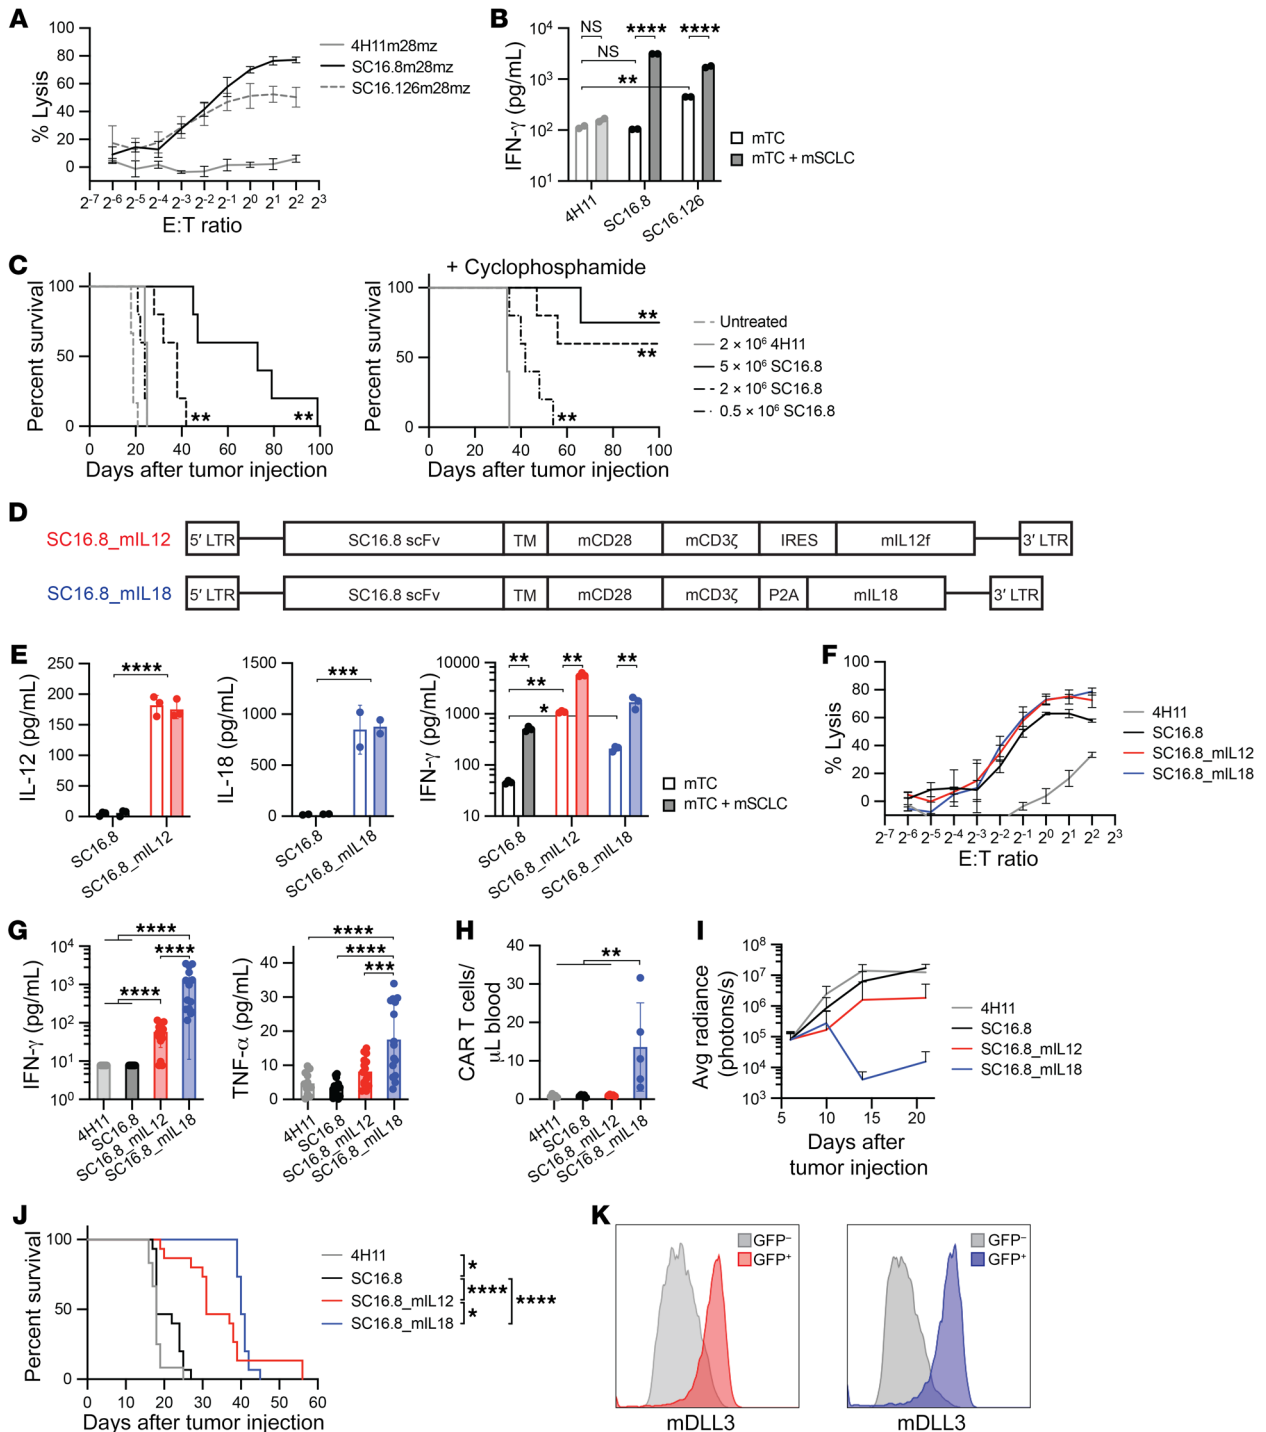 A
% Lysis
100
80
60
40
20
0
2⁻⁷ 2⁻⁶ 2⁻⁵ 2⁻⁴ 2⁻³ 2⁻² 2⁻¹ 2⁰ 2¹ 2² 2³
E:T ratio
4H11m28mz
SC16.8m28mz
SC16.126m28mz
B
IFN-γ (pg/mL)
10⁴
10³
10²
10¹
NS
****
****
NS
**
4H11
SC16.8
SC16.126
mTC
mTC + mSCLC
C
Percent survival
100
50
0
**
**
0 20 40 60 80 100
Days after tumor injection
+ Cyclophosphamide
Percent survival
100
50
0
**
**
**
0 20 40 60 80 100
Days after tumor injection
Untreated
2 × 10⁶ 4H11
5 × 10⁶ SC16.8
2 × 10⁶ SC16.8
0.5 × 10⁶ SC16.8
D
SC16.8_mIL12 5′ LTR SC16.8 scFv TM mCD28 mCD3ζ IRES mIL12f 3′ LTR
SC16.8_mIL18 5′ LTR SC16.8 scFv TM mCD28 mCD3ζ P2A mIL18 3′ LTR
E
IL-12 (pg/mL)
250
200
150
100
50
0
****
SC16.8
SC16.8_mIL12
IL-18 (pg/mL)
1500
1000
500
0
***
SC16.8
SC16.8_mIL18
IFN-γ (pg/mL)
10000
1000
100
10
** ** **
**
*
SC16.8
SC16.8_mIL12
SC16.8_mIL18
mTC
mTC + mSCLC
F
% Lysis
100
80
60
40
20
0
2⁻⁷ 2⁻⁶ 2⁻⁵ 2⁻⁴ 2⁻³ 2⁻² 2⁻¹ 2⁰ 2¹ 2² 2³
E:T ratio
4H11
SC16.8
SC16.8_mIL12
SC16.8_mIL18
G
IFN-γ (pg/mL)
10⁴
10³
10²
10¹
10⁰
****
****
****
4H11
SC16.8
SC16.8_mIL12
SC16.8_mIL18
TNF-α (pg/mL)
40
30
20
10
0
****
****
***
4H11
SC16.8
SC16.8_mIL12
SC16.8_mIL18
H
CAR T cells/
μL blood
40
30
20
10
0
**
4H11
SC16.8
SC16.8_mIL12
SC16.8_mIL18
I
Avg radiance
(photons/s)
10⁸
10⁷
10⁶
10⁵
10⁴
10³
5 10 15 20
Days after
tumor injection
4H11
SC16.8
SC16.8_mIL12
SC16.8_mIL18
J
Percent survival
100
50
0
0 10 20 30 40 50 60
Days after tumor injection
4H11
SC16.8
SC16.8_mIL12
SC16.8_mIL18
*
****
*
****
K
GFP⁻
GFP⁺
mDLL3
GFP⁻
GFP⁺
mDLL3